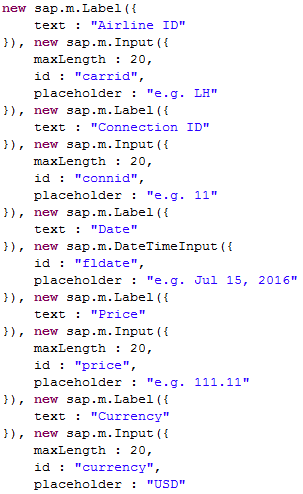 new sap.m.Label({
    text : "Airline ID"
}), new sap.m.Input({
    maxLength : 20,
    id : "carrid",
    placeholder : "e.g. LH"
}), new sap.m.Label({
    text : "Connection ID"
}), new sap.m.Input({
    maxLength : 20,
    id : "connid",
    placeholder : "e.g. 11"
}), new sap.m.Label({
    text : "Date"
}), new sap.m.DateTimeInput({
    id : "fldate",
    placeholder : "e.g. Jul 15, 2016"
}), new sap.m.Label({
    text : "Price"
}), new sap.m.Input({
    maxLength : 20,
    id : "price",
    placeholder : "e.g. 111.11"
}), new sap.m.Label({
    text : "Currency"
}), new sap.m.Input({
    maxLength : 20,
    id : "currency",
    placeholder : "USD"